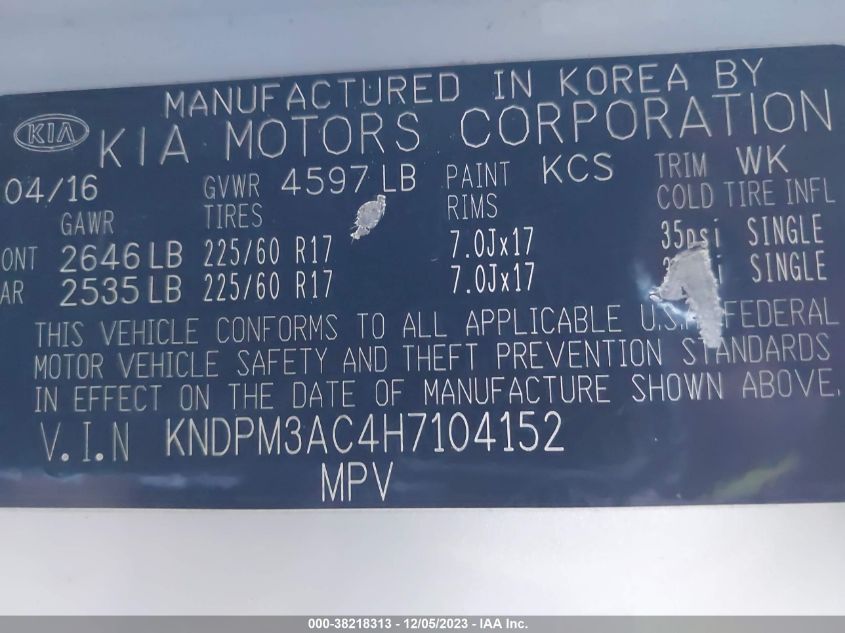 MANUFACTURED IN KOREA BY
KIA KIA MOTORS CORPORATION
04/16 GVWR 4597 LB PAINT KCS TRIM WK
GAWR TIRES RIMS COLD TIRE INFL
ONT 2646 LB 225/60 R17 7.0Jx17 35psi SINGLE
AR 2535 LB 225/60 R17 7.0Jx17 SINGLE
THIS VEHICLE CONFORMS TO ALL APPLICABLE U.S. FEDERAL
MOTOR VEHICLE SAFETY AND THEFT PREVENTION STANDARDS
IN EFFECT ON THE DATE OF MANUFACTURE SHOWN ABOVE.
V.I.N KNDPM3AC4H7104152
MPV
000-38218313 - 12/05/2023 - IAA Inc.